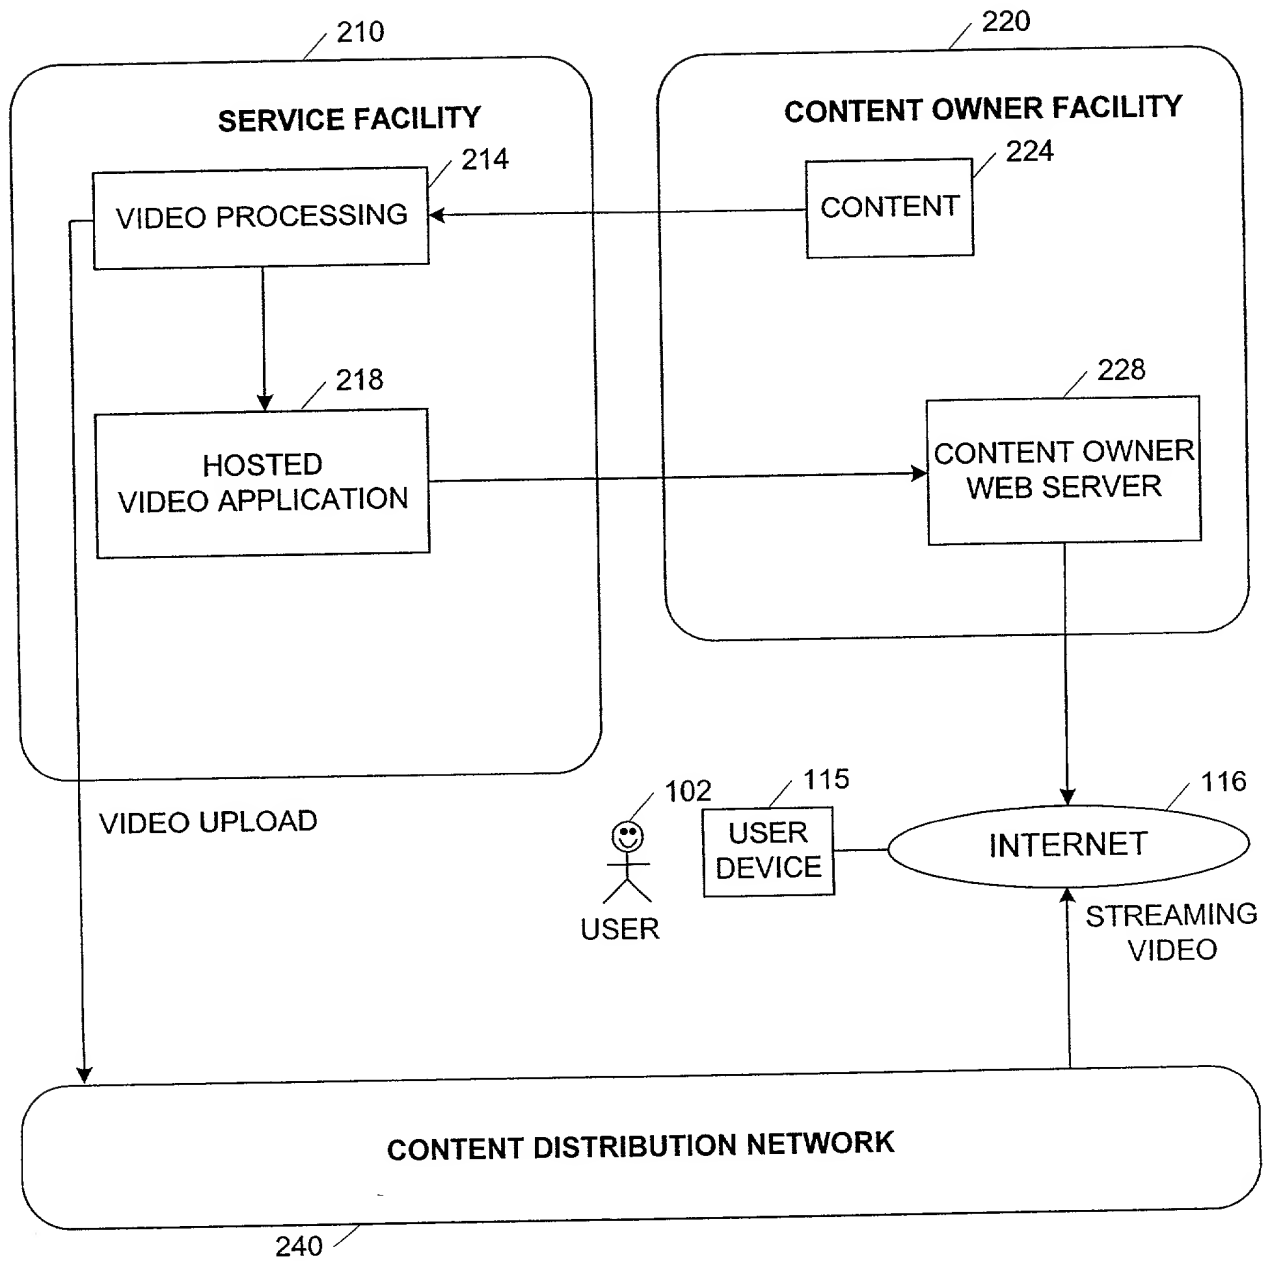 210
220
SERVICE FACILITY
CONTENT OWNER FACILITY
214
224
VIDEO PROCESSING
CONTENT
218
228
HOSTED
VIDEO APPLICATION
CONTENT OWNER
WEB SERVER
VIDEO UPLOAD
102
115
116
USER
DEVICE
INTERNET
USER
STREAMING
VIDEO
CONTENT DISTRIBUTION NETWORK
240